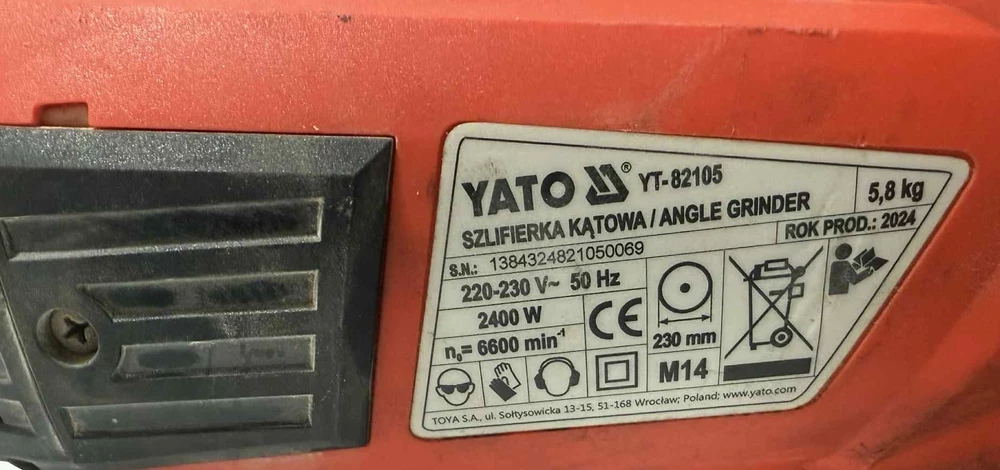 YATO ® YT-82105
5,8 kg
SZLIFIERKA KĄTOWA / ANGLE GRINDER
ROK PROD.: 2024
S.N.: 1384324821050069
220-230 V~ 50 Hz
2400 W
n₀= 6600 min⁻¹
CE
230 mm
M14
TOYA S.A., ul. Sołtysowicka 13-15, 51-168 Wrocław; Poland; www.yato.com